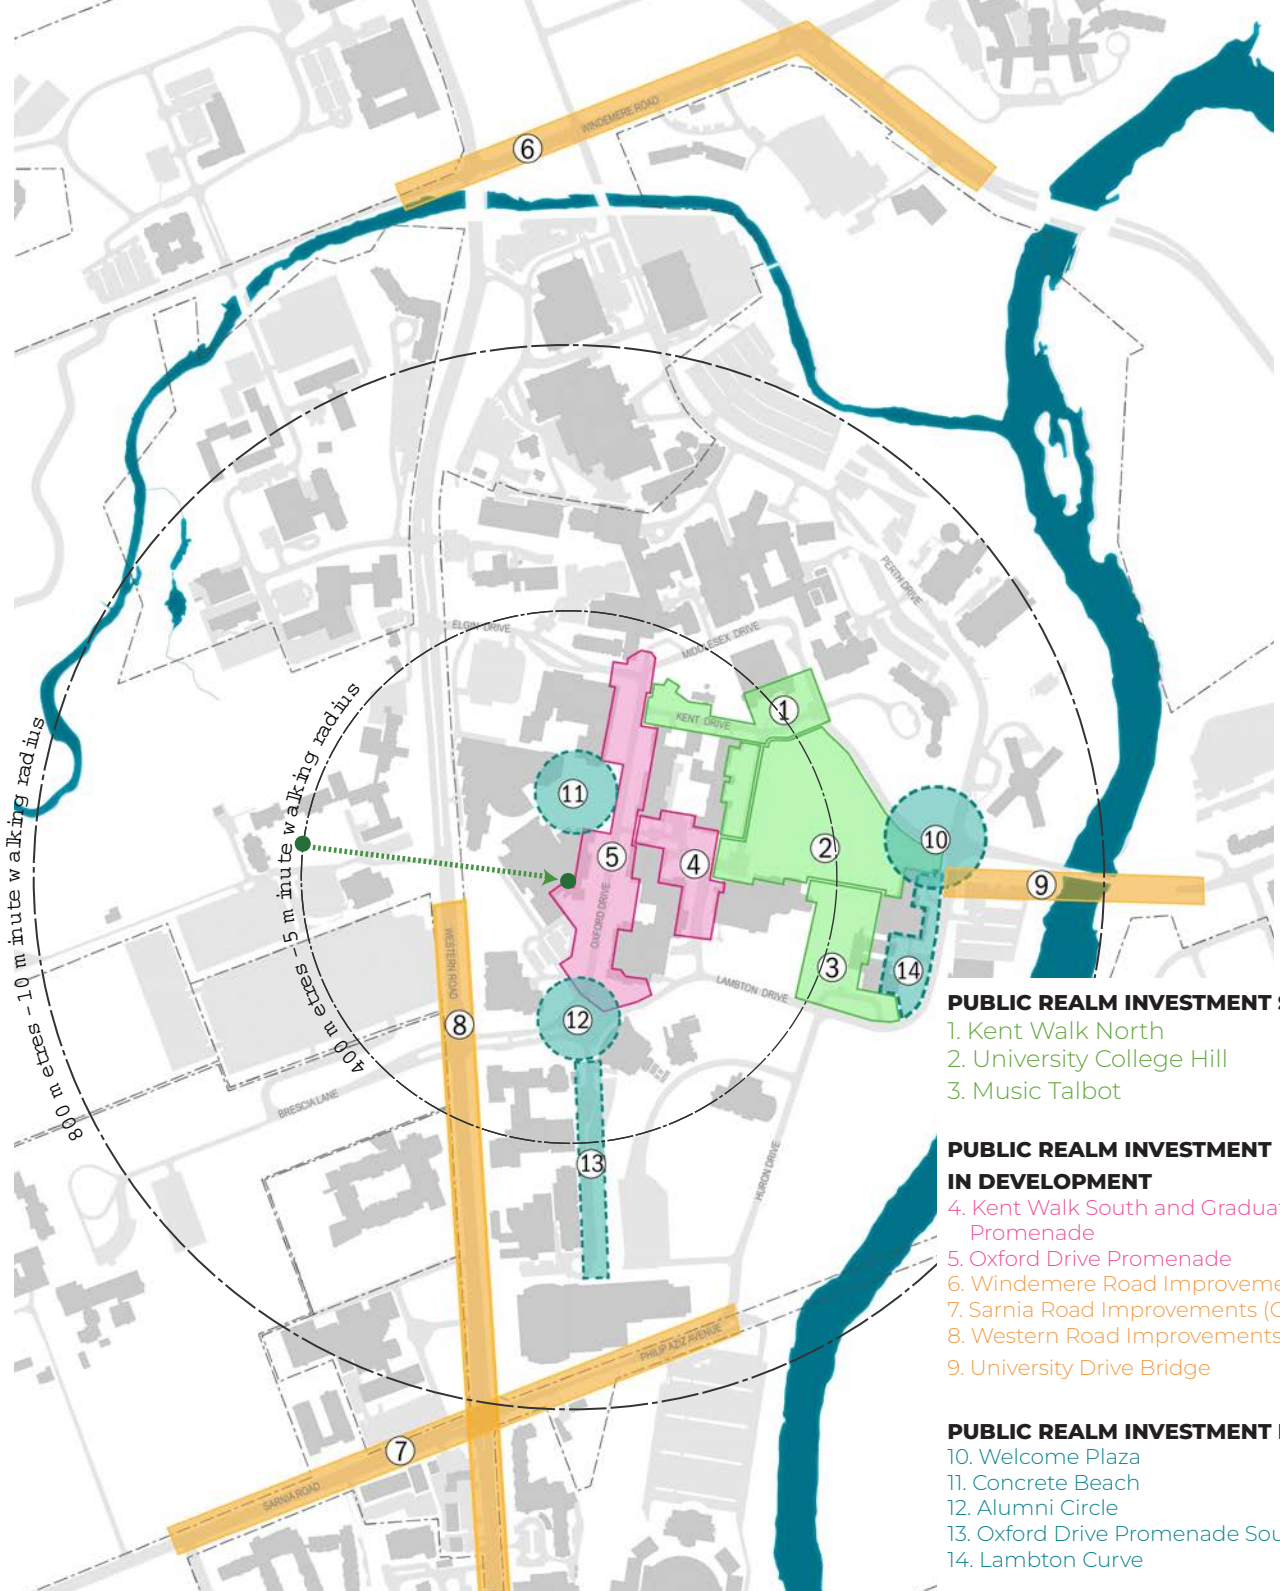 6
WINDEMERE ROAD
PERTH DRIVE
ELGIN DRIVE
MIDDLESEX DRIVE
1
KENT DRIVE
11
10
2
5
4
9
OXFORD DRIVE
WESTERN ROAD
3
14
LAMBTON DRIVE
12
8
800 metres - 10 minute walking radius
400 metres - 5 minute walking radius
BRESCIA LANE
13
HURON DRIVE
PHILIP AZIZ AVENUE
7
SARNIA ROAD
PUBLIC REALM INVESTMENT
1. Kent Walk North
2. University College Hill
3. Music Talbot
PUBLIC REALM INVESTMENT
IN DEVELOPMENT
4. Kent Walk South and
Promenade
5. Oxford Drive Promenade
6. Windemere Road
7. Sarnia Road Improvements
8. Western Road Improvements
9. University Drive Bridge
PUBLIC REALM INVESTMENT
10. Welcome Plaza
11. Concrete Beach
12. Alumni Circle
13. Oxford Drive Promenade
14. Lambton Curve